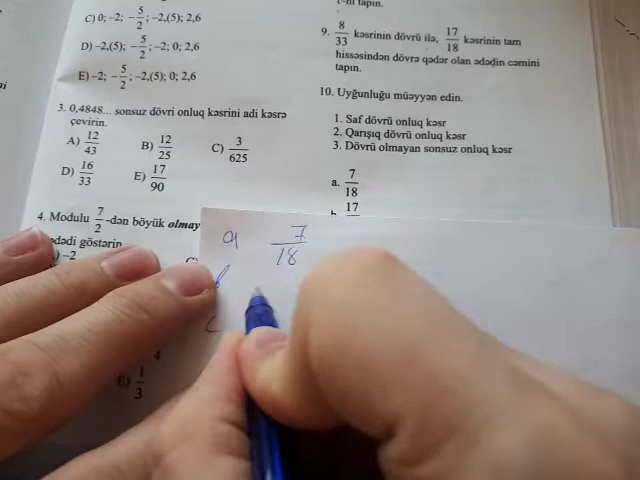 C) 0; –2; –5/2; –2,(5); 2,6
D) –2,(5); –5/2; –2; 0; 2,6
E) –2; –5/2; –2,(5); 0; 2,6
3. 0,4848... sonsuz dövri onluq kəsrini adi kəsrə
çevirin.
A) 12/43 B) 12/25 C) 3/625
D) 16/33 E) 17/90
4. Modulu 7/2-dən böyük olmay
ədədi göstərin
–2
E) 1/3
tapın.
9. 8/33 kəsrinin dövrü ilə, 17/18 kəsrinin tam
hissəsindən dövrə qədər olan ədədin cəmini
tapın.
10. Uyğunluğu müəyyən edin.
1. Saf dövrü onluq kəsr
2. Qarışıq dövrü onluq kəsr
3. Dövrü olmayan sonsuz onluq kəsr
a. 7/18
17
a 7/18
b
c